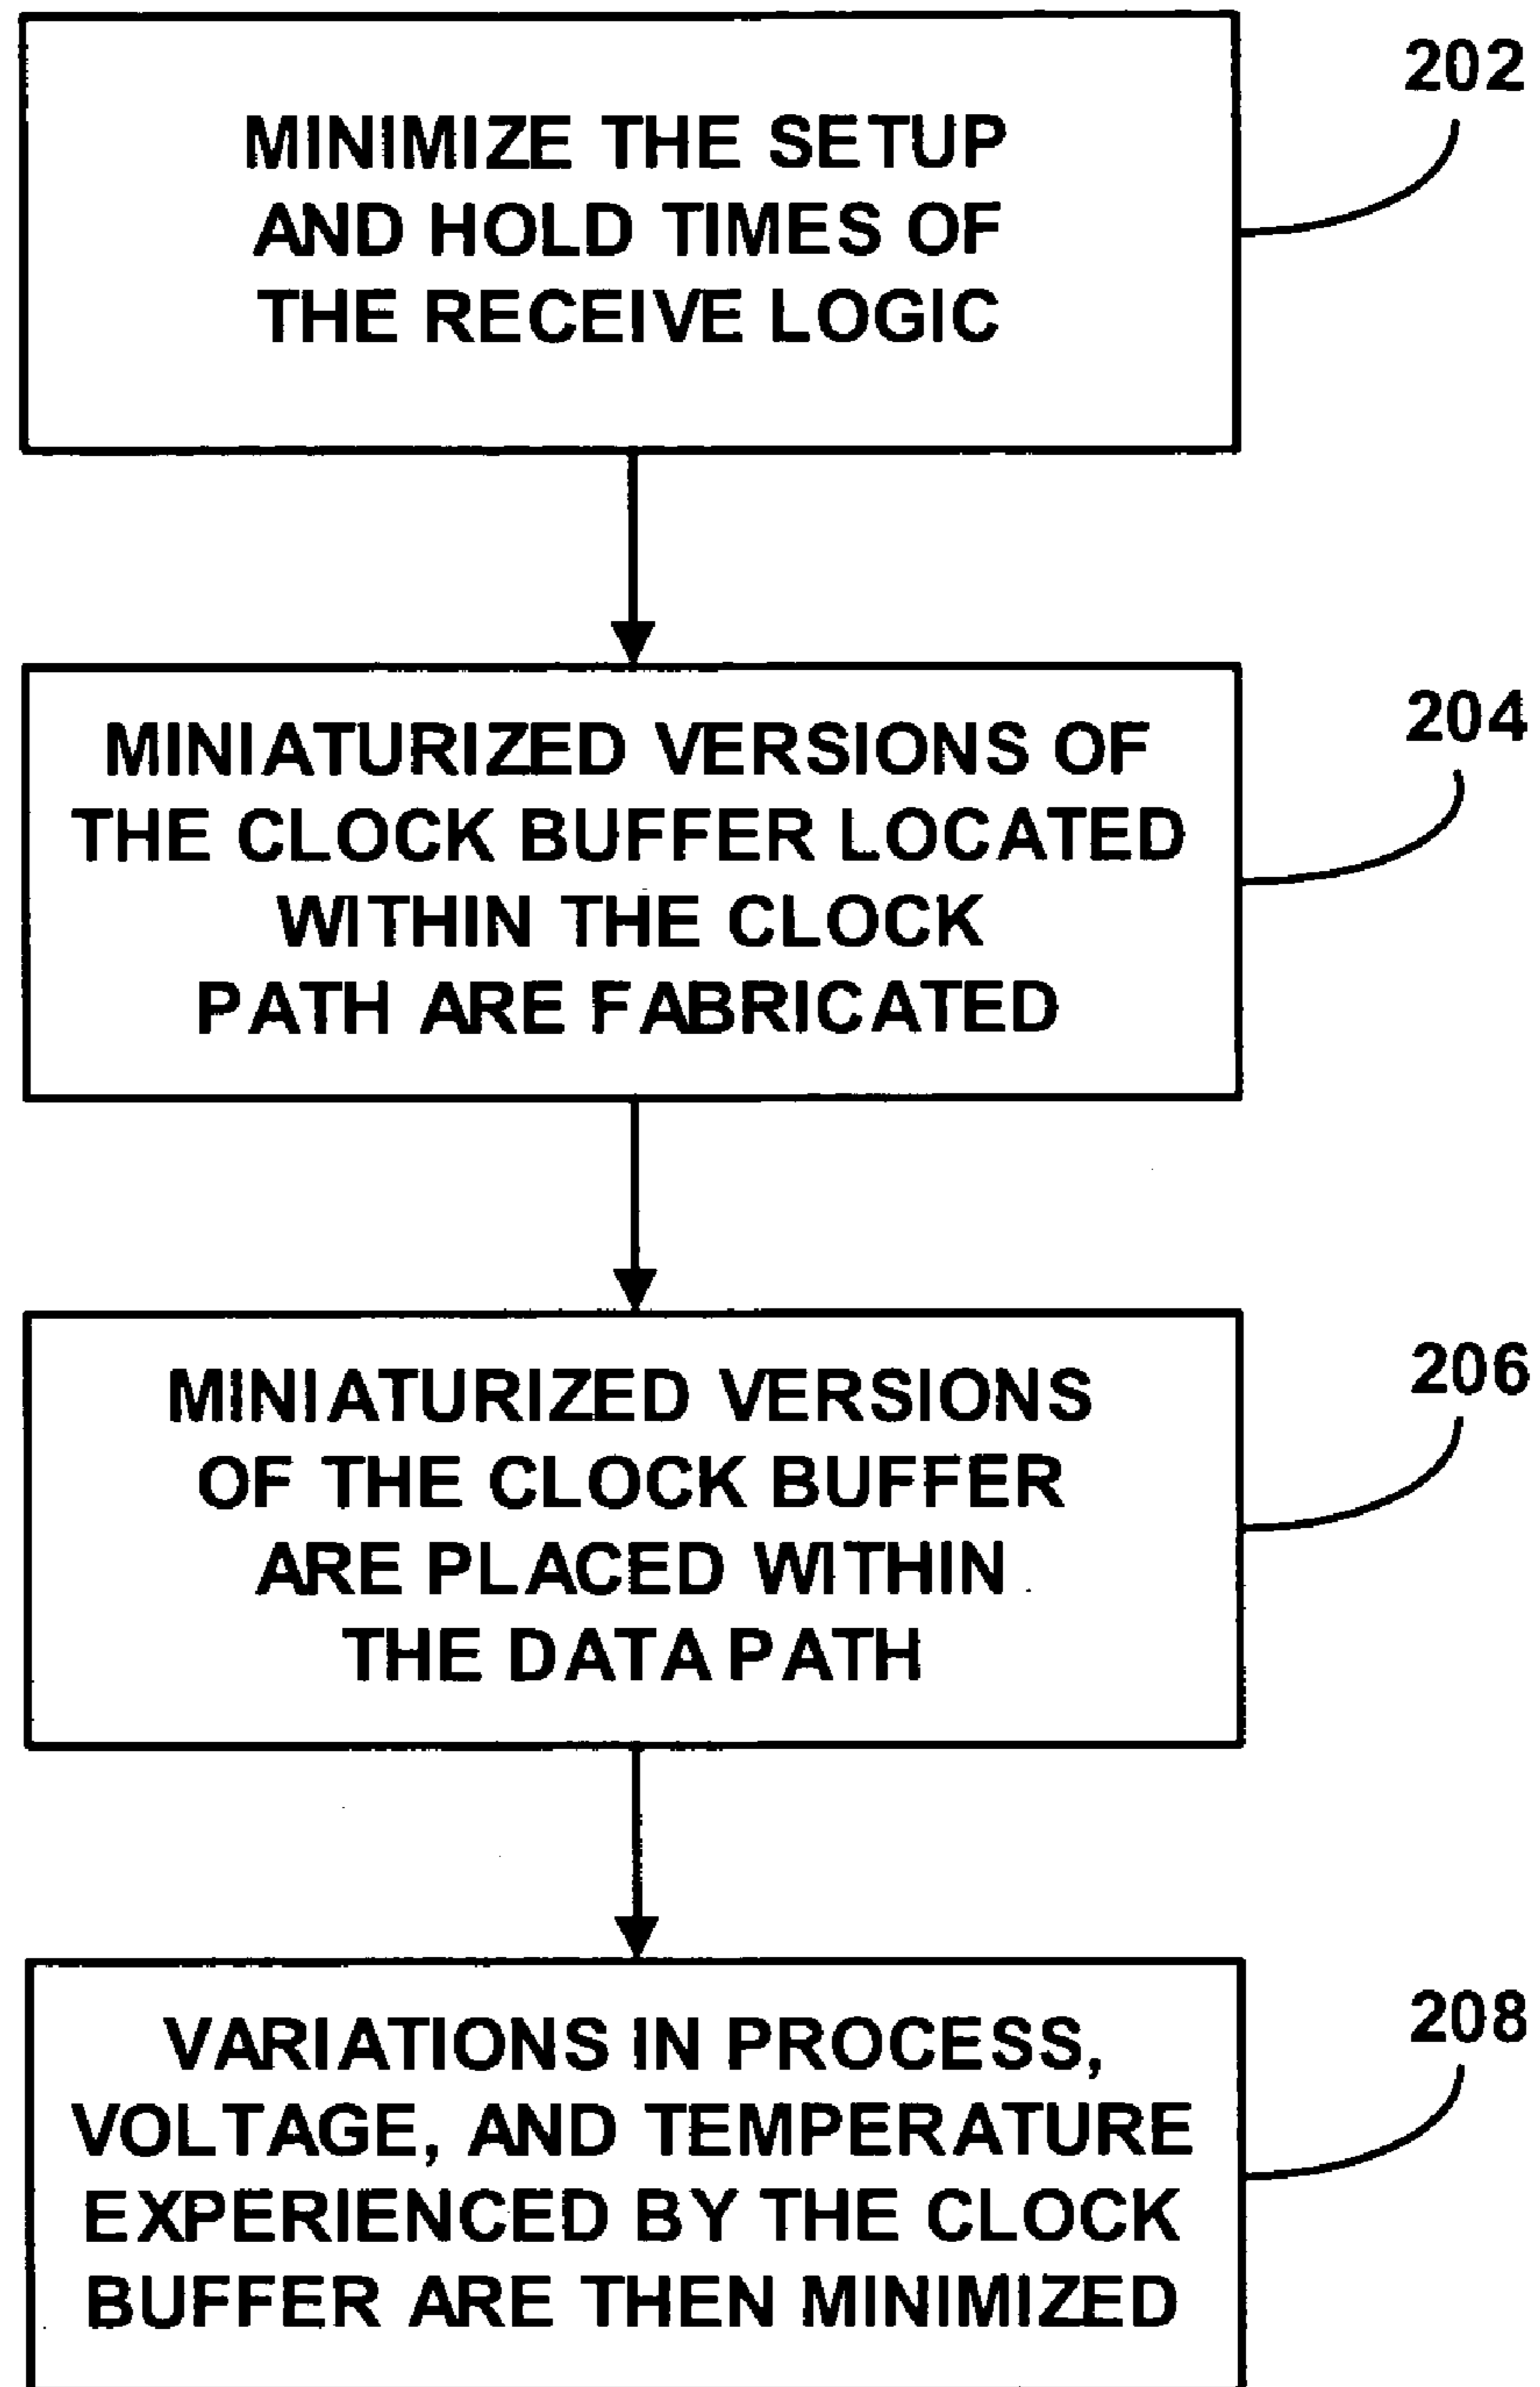 202
MINIMIZE THE SETUP
AND HOLD TIMES OF
THE RECEIVE LOGIC
204
MINIATURIZED VERSIONS OF
THE CLOCK BUFFER LOCATED
WITHIN THE CLOCK
PATH ARE FABRICATED
206
MINIATURIZED VERSIONS
OF THE CLOCK BUFFER
ARE PLACED WITHIN
THE DATA PATH
208
VARIATIONS IN PROCESS,
VOLTAGE, AND TEMPERATURE
EXPERIENCED BY THE CLOCK
BUFFER ARE THEN MINIMIZED